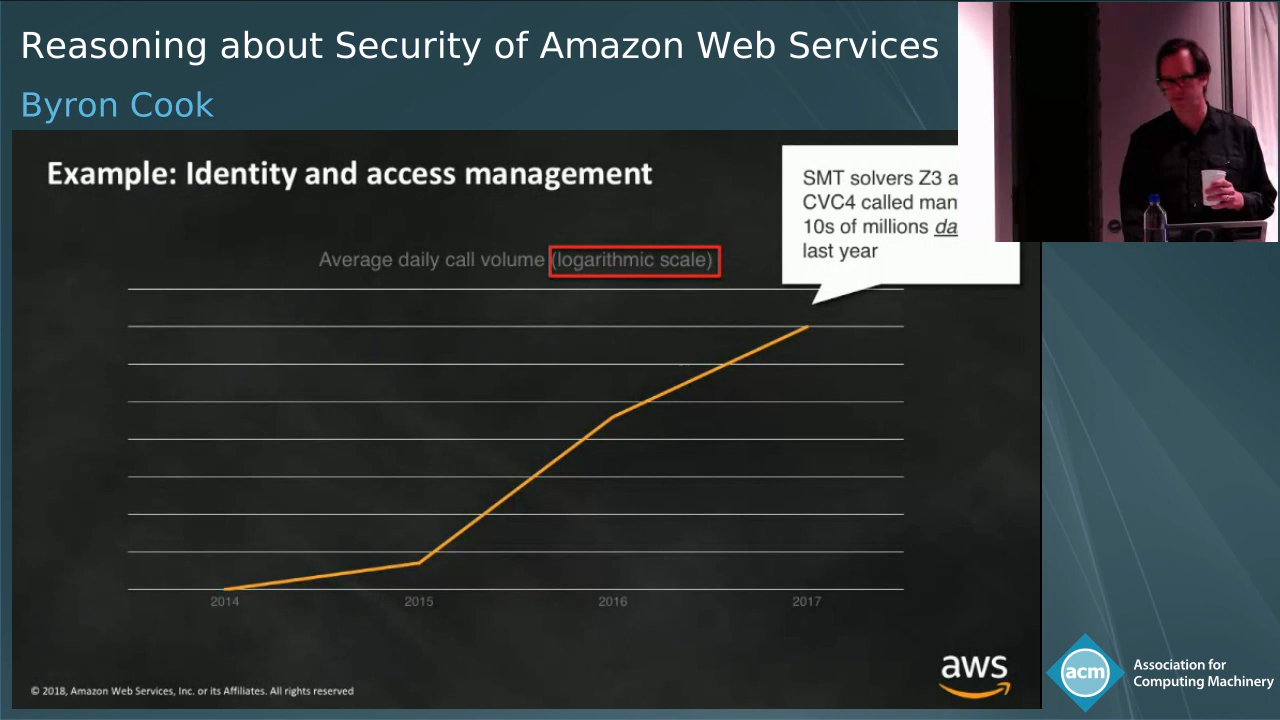 Reasoning about Security of Amazon Web Services
Byron Cook
Example: Identity and access management
SMT solvers Z3 a
CVC4 called man
10s of millions da
last year
Average daily call volume (logarithmic scale)
2014 2015 2016 2017
© 2018, Amazon Web Services, Inc. or its Affiliates. All rights reserved
aws
acm
Association for
Computing Machinery